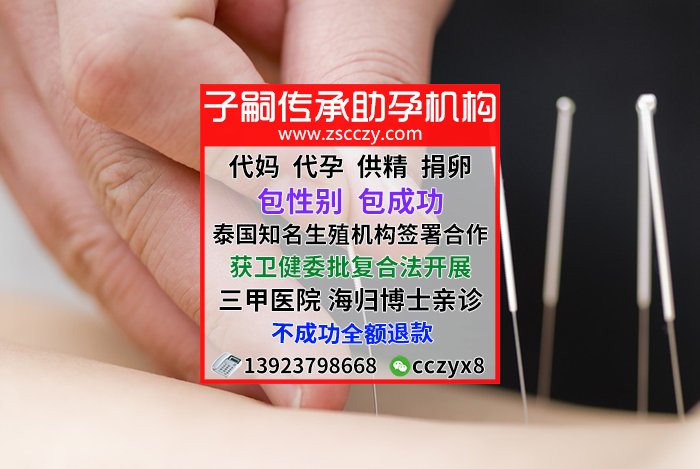 子嗣传承助孕机构
www.zscczy.com
代妈 代孕 供精 捐卵
包性别 包成功
泰国知名生殖机构签署合作
获卫健委批复合法开展
三甲医院 海归博士亲诊
不成功全额退款
13923798668 cczyx8